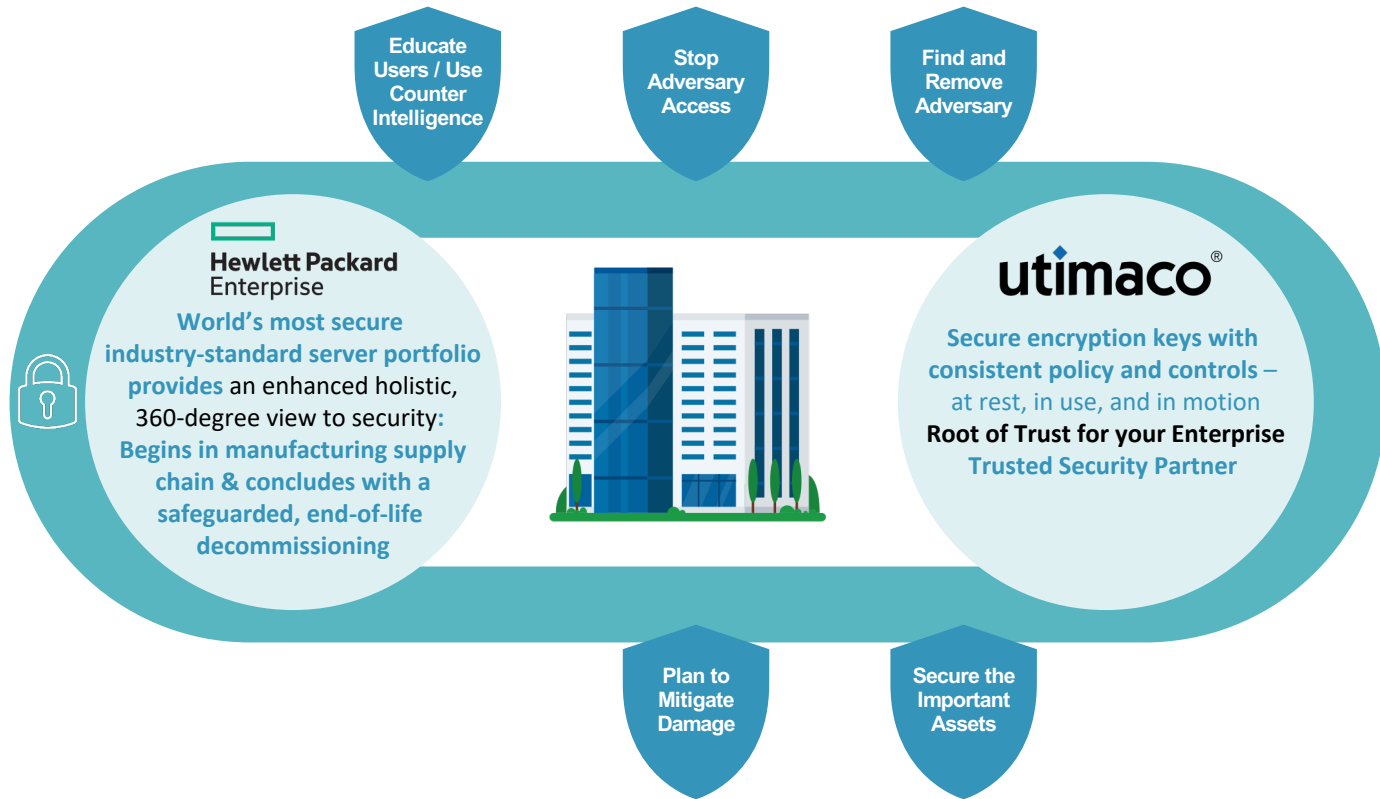 Educate
Users / Use
Counter
Intelligence
Stop
Adversary
Access
Find and
Remove
Adversary
Hewlett Packard
Enterprise
World’s most secure
industry-standard server portfolio
provides an enhanced holistic,
360-degree view to security:
Begins in manufacturing supply
chain & concludes with a
safeguarded, end-of-life
decommissioning
utimaco®
Secure encryption keys with
consistent policy and controls –
at rest, in use, and in motion
Root of Trust for your Enterprise
Trusted Security Partner
Plan to
Mitigate
Damage
Secure the
Important
Assets